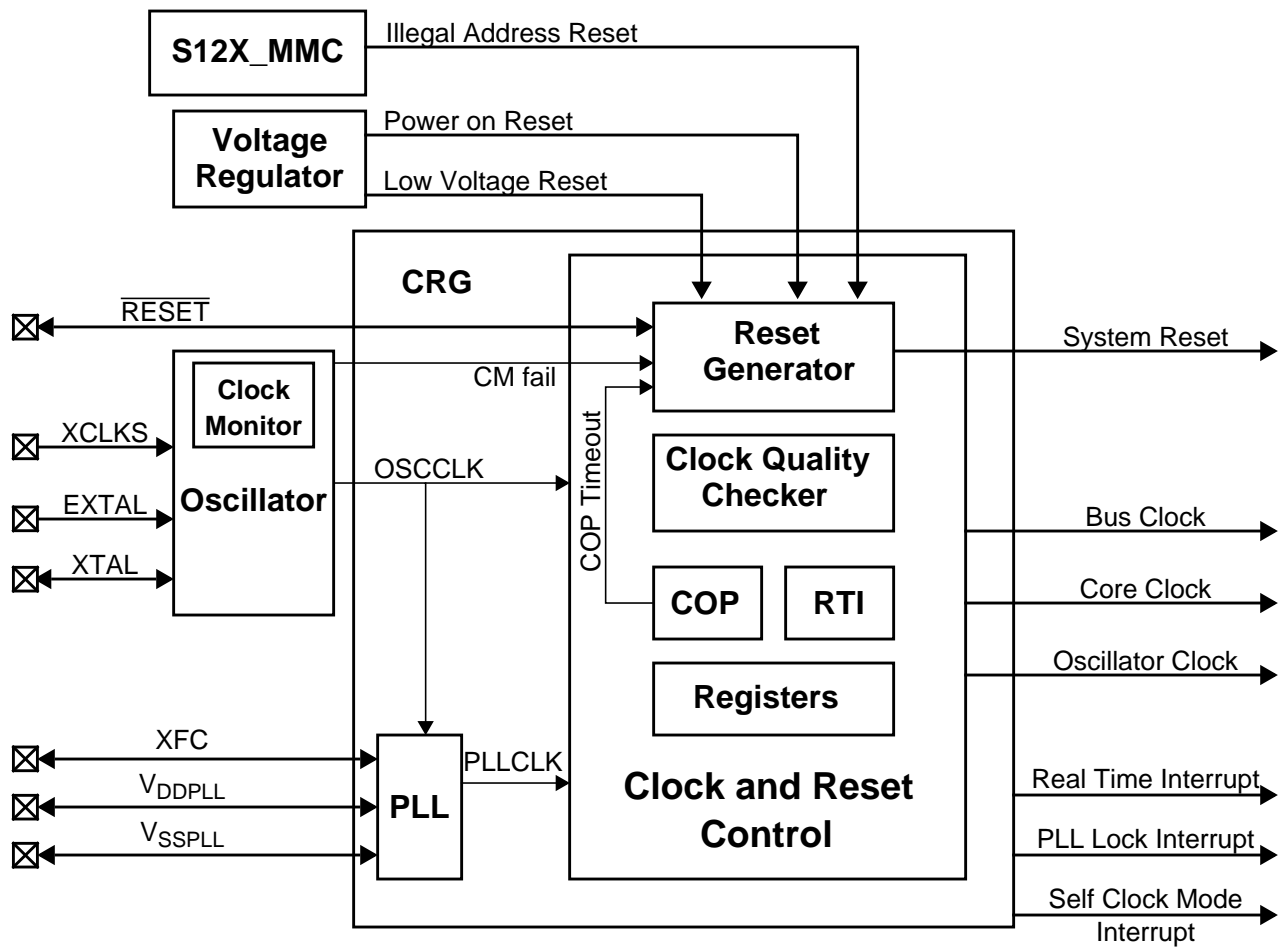 S12X_MMC
Illegal Address Reset
Voltage
Regulator
Power on Reset
Low Voltage Reset
CRG
RESET
Reset
Generator
System Reset
CM fail
Clock
Monitor
XCLKS
EXTAL
XTAL
Oscillator
OSCCLK
COP Timeout
Clock Quality
Checker
Bus Clock
COP
RTI
Core Clock
Registers
Oscillator Clock
XFC
VDDPLL
VSSPLL
PLL
PLLCLK
Clock and Reset
Control
Real Time Interrupt
PLL Lock Interrupt
Self Clock Mode
Interrupt